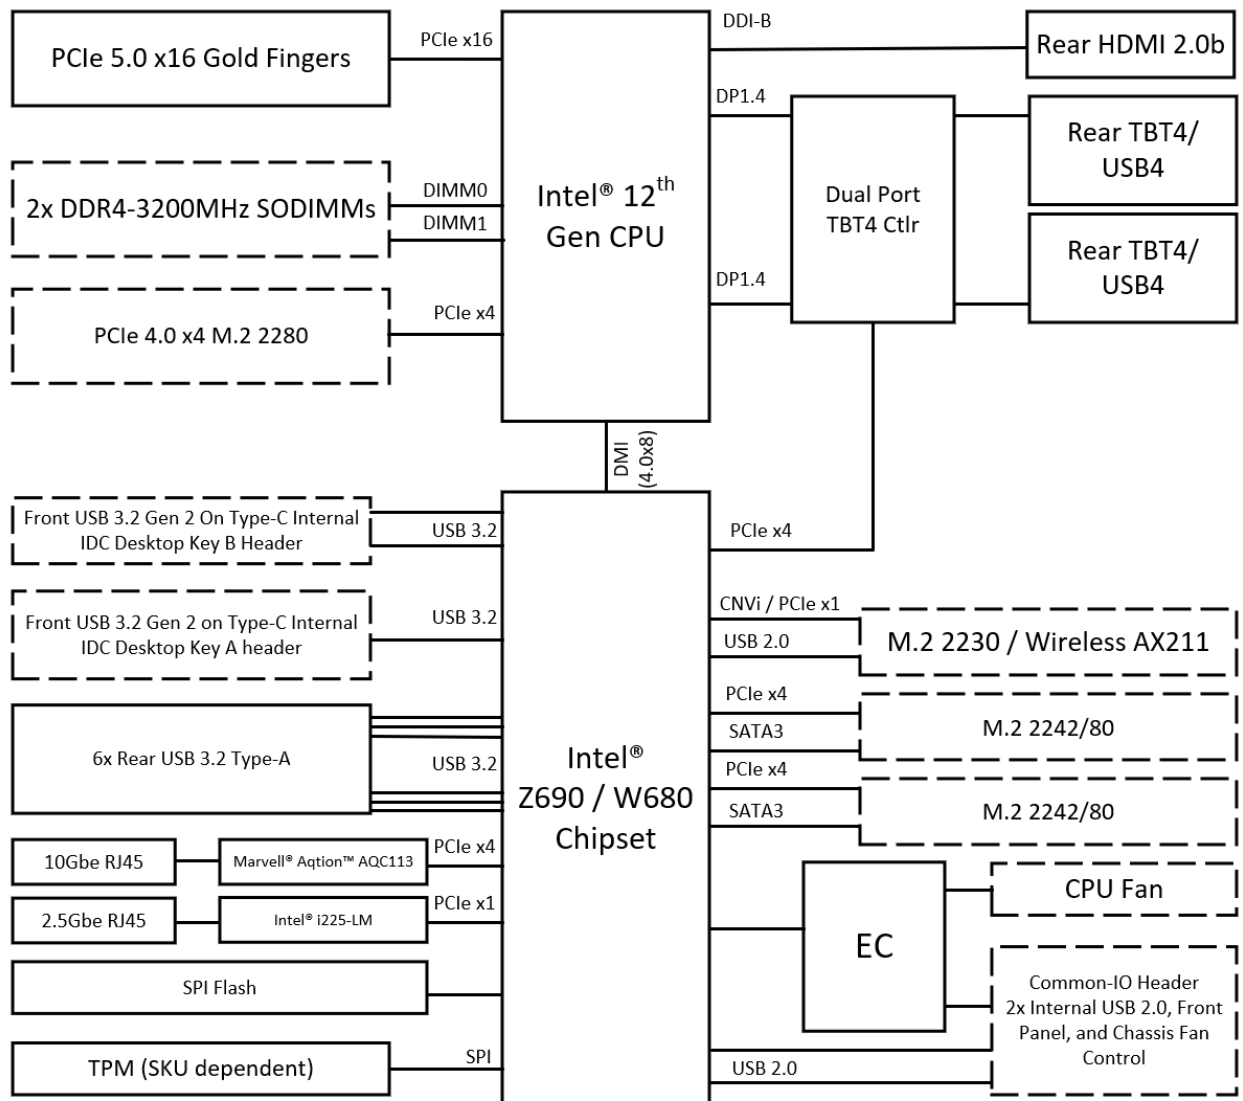 PCIe 5.0 x16 Gold Fingers
PCIe x16
DDI-B
Rear HDMI 2.0b
2x DDR4-3200MHz SODIMMs
DIMM0
DIMM1
Intel® 12th
Gen CPU
DP1.4
DP1.4
Dual Port
TBT4 Ctlr
Rear TBT4/
USB4
Rear TBT4/
USB4
PCIe 4.0 x4 M.2 2280
PCIe x4
DMI
(4.0x8)
Front USB 3.2 Gen 2 On Type-C Internal
IDC Desktop Key B Header
USB 3.2
PCIe x4
Front USB 3.2 Gen 2 on Type-C Internal
IDC Desktop Key A header
USB 3.2
CNVi / PCIe x1
USB 2.0
M.2 2230 / Wireless AX211
6x Rear USB 3.2 Type-A
USB 3.2
Intel®
Z690 / W680
Chipset
PCIe x4
SATA3
M.2 2242/80
PCIe x4
SATA3
M.2 2242/80
10Gbe RJ45
Marvell® Aqtion™ AQC113
PCIe x4
2.5Gbe RJ45
Intel® i225-LM
PCIe x1
EC
CPU Fan
SPI Flash
Common-IO Header
2x Internal USB 2.0, Front
Panel, and Chassis Fan
Control
TPM (SKU dependent)
SPI
USB 2.0